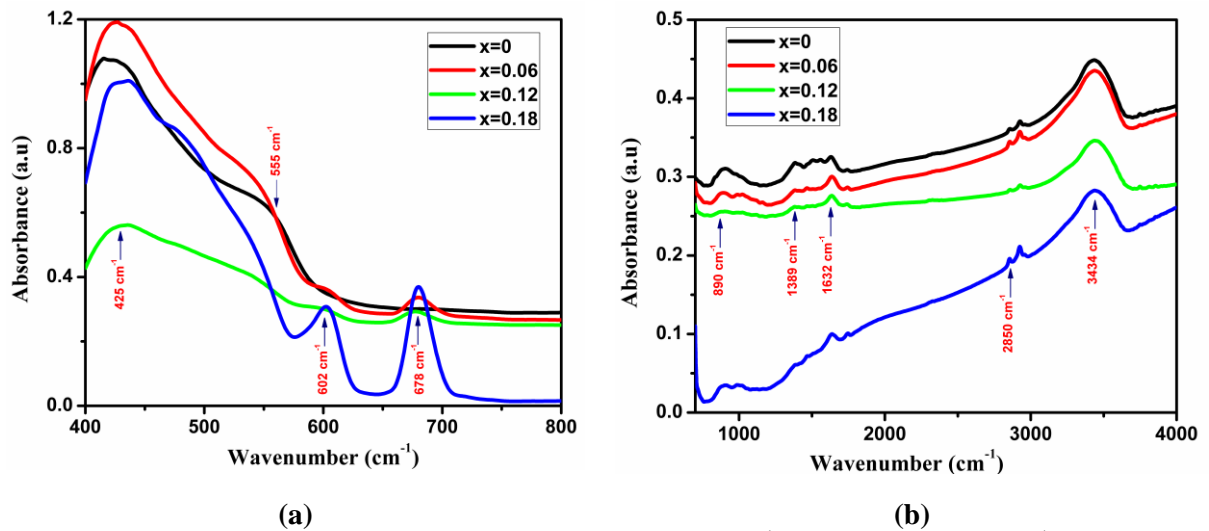 1.2
0.8
0.4
0.0
Absorbance (a.u)
x=0
x=0.06
x=0.12
x=0.18
555 cm⁻¹
425 cm⁻¹
602 cm⁻¹
678 cm⁻¹
400 500 600 700 800
Wavenumber (cm⁻¹)
(a)
0.5
0.4
0.3
0.2
0.1
0.0
Absorbance (a.u)
x=0
x=0.06
x=0.12
x=0.18
890 cm⁻¹
1389 cm⁻¹
1632 cm⁻¹
2850 cm⁻¹
3434 cm⁻¹
1000 2000 3000 4000
Wavenumber (cm⁻¹)
(b)